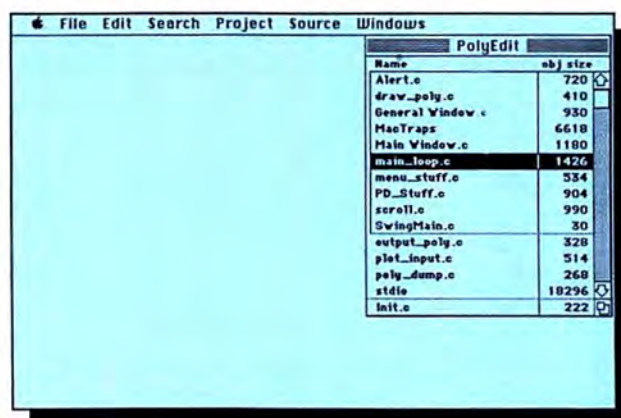 File Edit Search Project Source Windows
PolyEdit
Name obj size
Alert.c 720
draw_poly.c 410
General Window.c 930
MacTraps 6618
Main Window.c 1180
main_loop.c 1426
menu_stuff.c 534
PD_Stuff.c 904
scroll.c 990
SwingMain.c 30
output_poly.c 328
plot_input.c 514
poly_dump.c 268
stdio 18296
Init.c 222